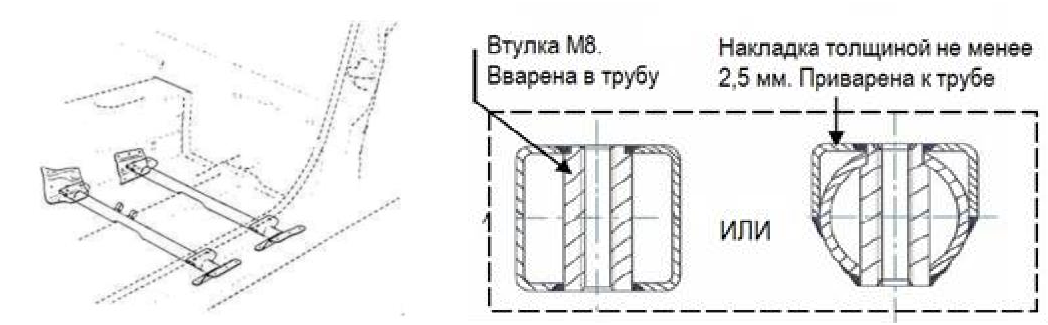 Втулка М8.
Вварена в трубу
Накладка толщиной не менее
2,5 мм. Приварена к трубе
ИЛИ